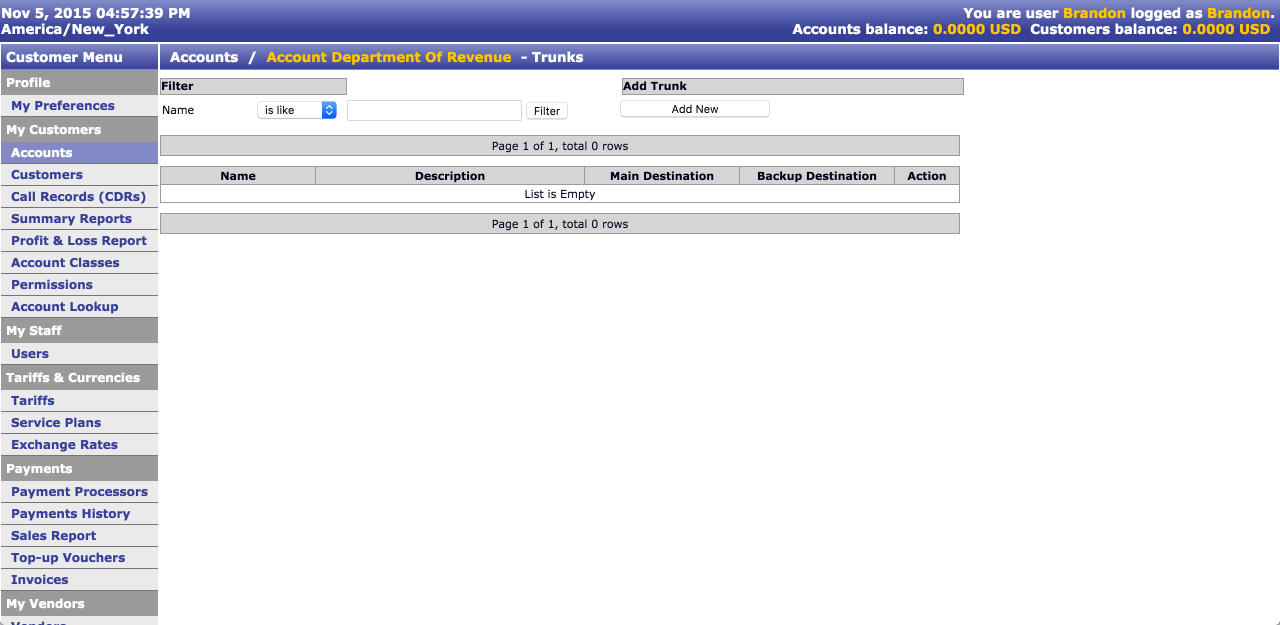 Nov 5, 2015 04:57:39 PM
America/New_York
You are user Brandon logged as Brandon.
Accounts balance: 0.0000 USD Customers balance: 0.0000 USD
Customer Menu
Profile
My Preferences
My Customers
Accounts
Customers
Call Records (CDRs)
Summary Reports
Profit & Loss Report
Account Classes
Permissions
Account Lookup
My Staff
Users
Tariffs & Currencies
Tariffs
Service Plans
Exchange Rates
Payments
Payment Processors
Payments History
Sales Report
Top-up Vouchers
Invoices
My Vendors
Vendors
Accounts / Account Department Of Revenue - Trunks
Filter
Name is like Filter
Add Trunk
Add New
Page 1 of 1, total 0 rows
Name Description Main Destination Backup Destination Action
List is Empty
Page 1 of 1, total 0 rows